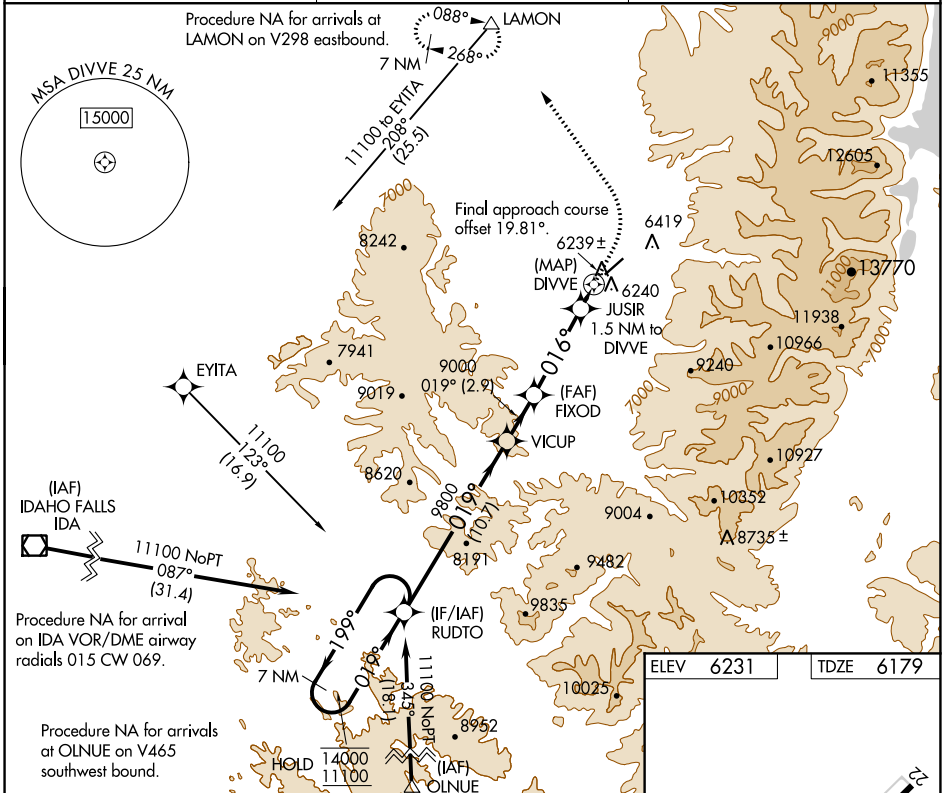 Procedure NA for arrivals at
LAMON on V298 eastbound.
088°
LAMON
7 NM
268°
MSA DIVVE 25 NM
15000
11100 to EYITA
208°
(25.5)
11355
12605
7000
8242
Final approach course
offset 19.81°.
6419
6239 ±
(MAP)
DIVVE
6240
13770
11000
JUSIR
1.5 NM to
DIVVE
11938
10966
7000
016°
7941
9000
019° (2.9)
9240
9000
7000
EYITA
9019
(FAF)
FIXOD
VICUP
11100
123°
(16.9)
8620
9800
019°
(10.7)
10927
10352
9004
8735 ±
(IAF)
IDAHO FALLS
IDA
8191
9482
11100 NoPT
087°
(31.4)
9835
(IF/IAF)
RUDTO
Procedure NA for arrival
on IDA VOR/DME airway
radials 015 CW 069.
199°
019°
7 NM
11100 NoPT
345°
(18.1)
ELEV 6231
TDZE 6179
10025
Procedure NA for arrivals
at OLNUE on V465
southwest bound.
8952
HOLD 14000
11100
(IAF)
OLNUE
22